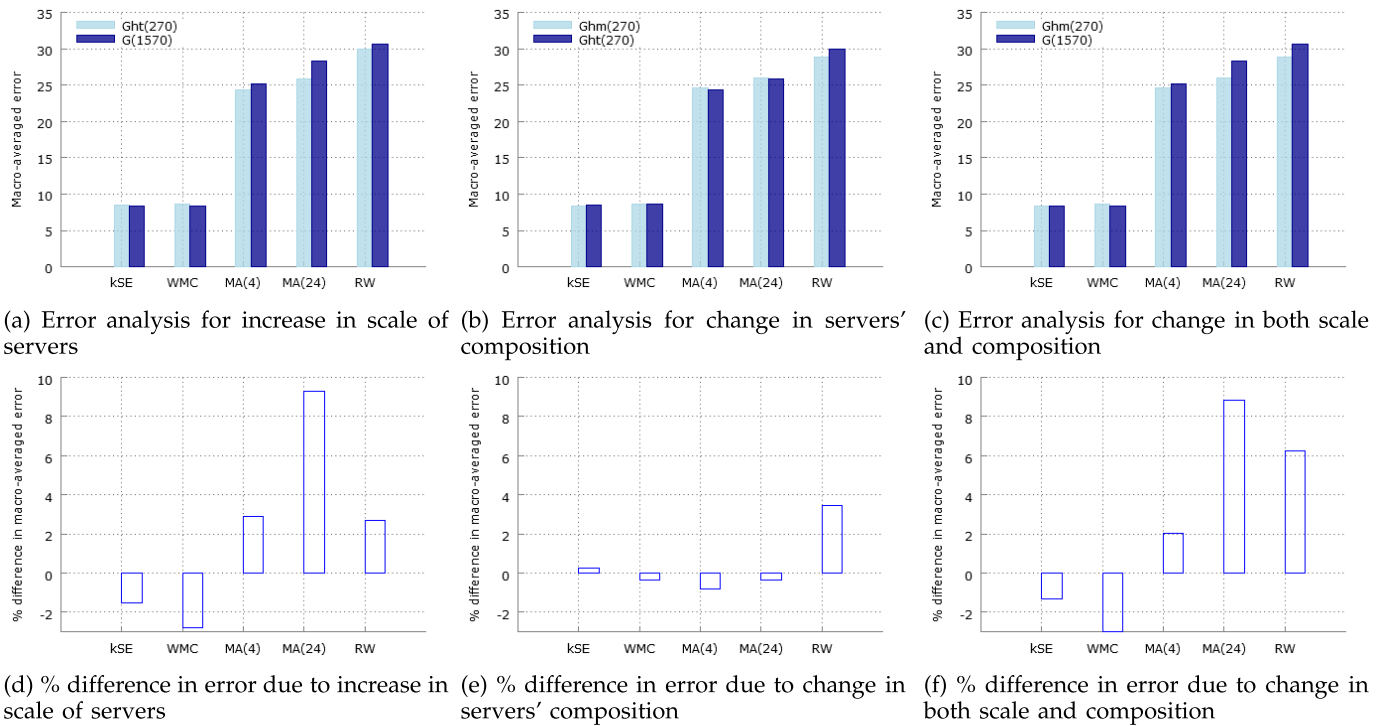 35
30
25
20
15
10
5
0
Macro-averaged error
Ght(270)
G(1570)
kSE WMC MA(4) MA(24) RW
(a) Error analysis for increase in scale of
servers
35
30
25
20
15
10
5
0
Macro-averaged error
Ghm(270)
Ght(270)
kSE WMC MA(4) MA(24) RW
(b) Error analysis for change in servers’
composition
35
30
25
20
15
10
5
0
Macro-averaged error
Ghm(270)
G(1570)
kSE WMC MA(4) MA(24) RW
(c) Error analysis for change in both scale
and composition
10
8
6
4
2
0
-2
% difference in macro-averaged error
kSE WMC MA(4) MA(24) RW
(d) % difference in error due to increase in
scale of servers
10
8
6
4
2
0
-2
% difference in macro-averaged error
kSE WMC MA(4) MA(24) RW
(e) % difference in error due to change in
servers’ composition
10
8
6
4
2
0
-2
% difference in macro-averaged error
kSE WMC MA(4) MA(24) RW
(f) % difference in error due to change in
both scale and composition